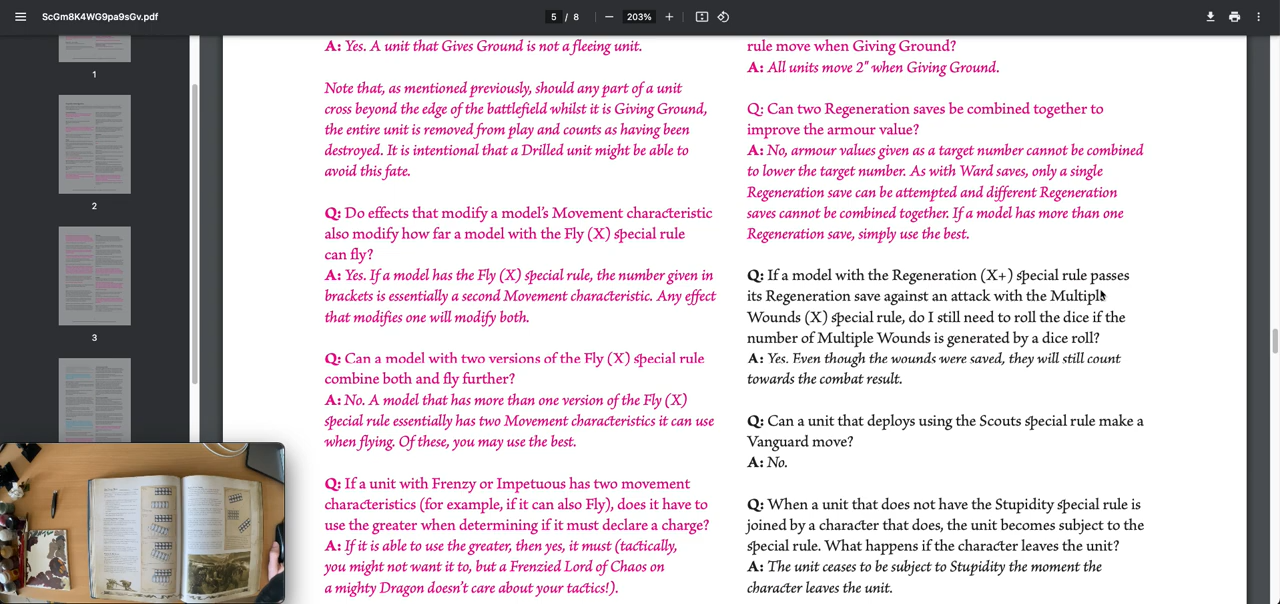 ScGm8K4WG9pa9sGv.pdf
5 / 8
203%
1
2
3
A: Yes. A unit that Gives Ground is not a fleeing unit.
Note that, as mentioned previously, should any part of a unit
cross beyond the edge of the battlefield whilst it is Giving Ground,
the entire unit is removed from play and counts as having been
destroyed. It is intentional that a Drilled unit might be able to
avoid this fate.
Q: Do effects that modify a model's Movement characteristic
also modify how far a model with the Fly (X) special rule
can fly?
A: Yes. If a model has the Fly (X) special rule, the number given in
brackets is essentially a second Movement characteristic. Any effect
that modifies one will modify both.
Q: Can a model with two versions of the Fly (X) special rule
combine both and fly further?
A: No. A model that has more than one version of the Fly (X)
special rule essentially has two Movement characteristics it can use
when flying. Of these, you may use the best.
Q: If a unit with Frenzy or Impetuous has two movement
characteristics (for example, if it can also Fly), does it have to
use the greater when determining if it must declare a charge?
A: If it is able to use the greater, then yes, it must (tactically,
you might not want it to, but a Frenzied Lord of Chaos on
a mighty Dragon doesn't care about your tactics!).
rule move when Giving Ground?
A: All units move 2" when Giving Ground.
Q: Can two Regeneration saves be combined together to
improve the armour value?
A: No, armour values given as a target number cannot be combined
to lower the target number. As with Ward saves, only a single
Regeneration save can be attempted and different Regeneration
saves cannot be combined together. If a model has more than one
Regeneration save, simply use the best.
Q: If a model with the Regeneration (X+) special rule passes
its Regeneration save against an attack with the Multiple
Wounds (X) special rule, do I still need to roll the dice if the
number of Multiple Wounds is generated by a dice roll?
A: Yes. Even though the wounds were saved, they will still count
towards the combat result.
Q: Can a unit that deploys using the Scouts special rule make a
Vanguard move?
A: No.
Q: When a unit that does not have the Stupidity special rule is
joined by a character that does, the unit becomes subject to the
special rule. What happens if the character leaves the unit?
A: The unit ceases to be subject to Stupidity the moment the
character leaves the unit.